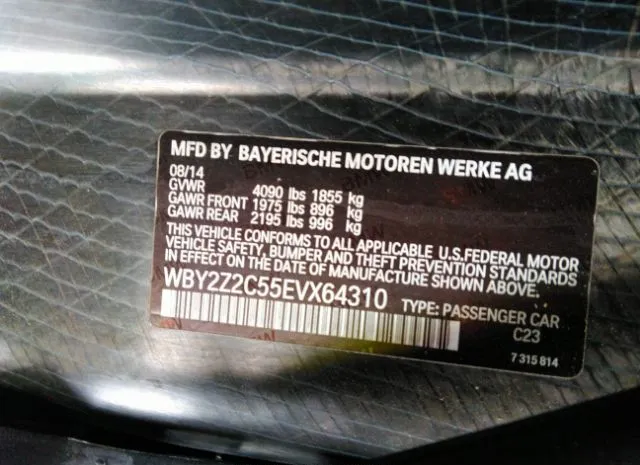 MFD BY BAYERISCHE MOTOREN WERKE AG
08/14
GVWR 4090 lbs 1855 kg
GAWR FRONT 1975 lbs 896 kg
GAWR REAR 2195 lbs 996 kg
THIS VEHICLE CONFORMS TO ALL APPLICABLE U.S.FEDERAL MOTOR
VEHICLE SAFETY, BUMPER AND THEFT PREVENTION STANDARDS
IN EFFECT ON THE DATE OF MANUFACTURE SHOWN ABOVE.
WBY2Z2C55EVX64310 TYPE: PASSENGER CAR
C23
7 315 814